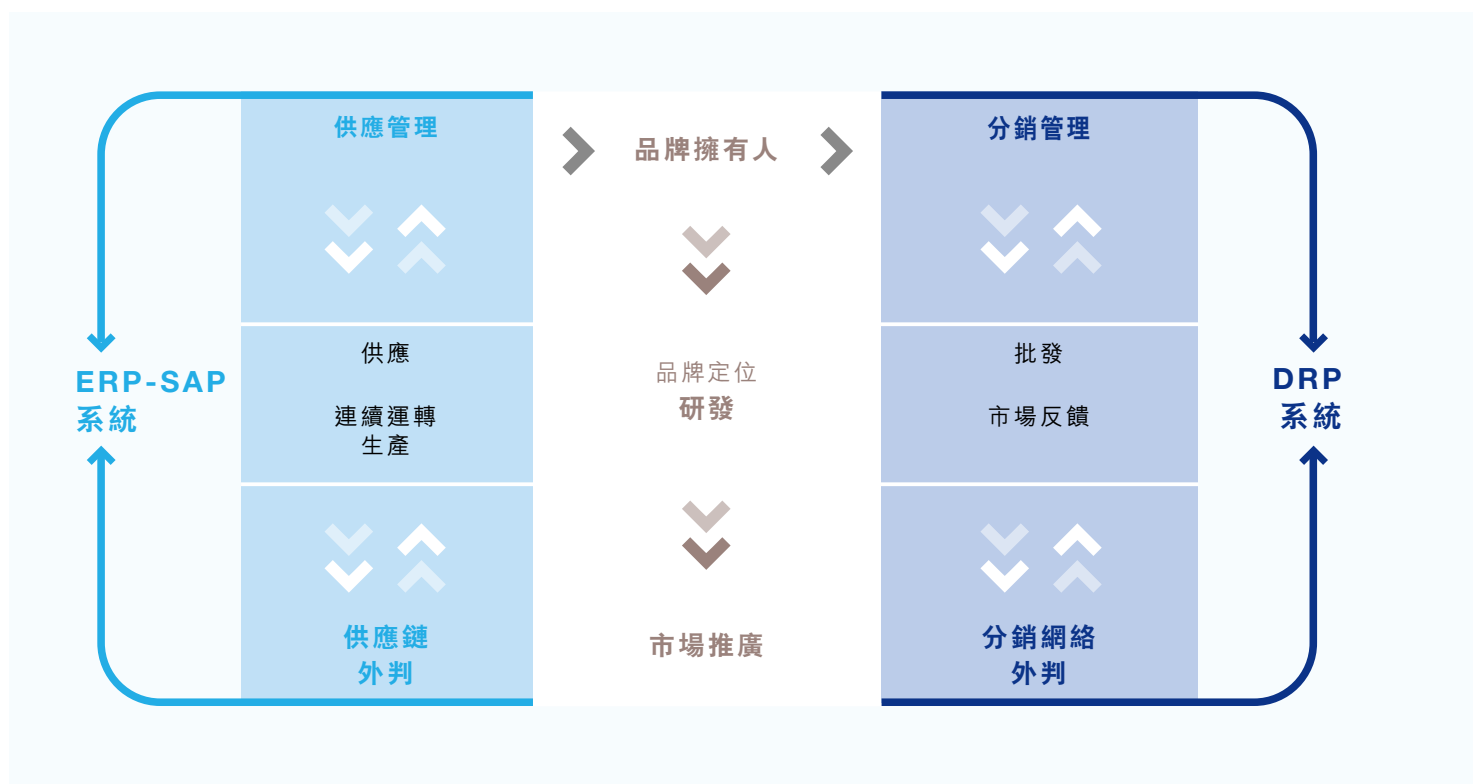 供應管理
品牌擁有人
分銷管理
ERP-SAP
系統
供應
連續運轉
生產
品牌定位
研發
批發
市場反饋
DRP
系統
供應鏈
外判
市場推廣
分銷網絡
外判